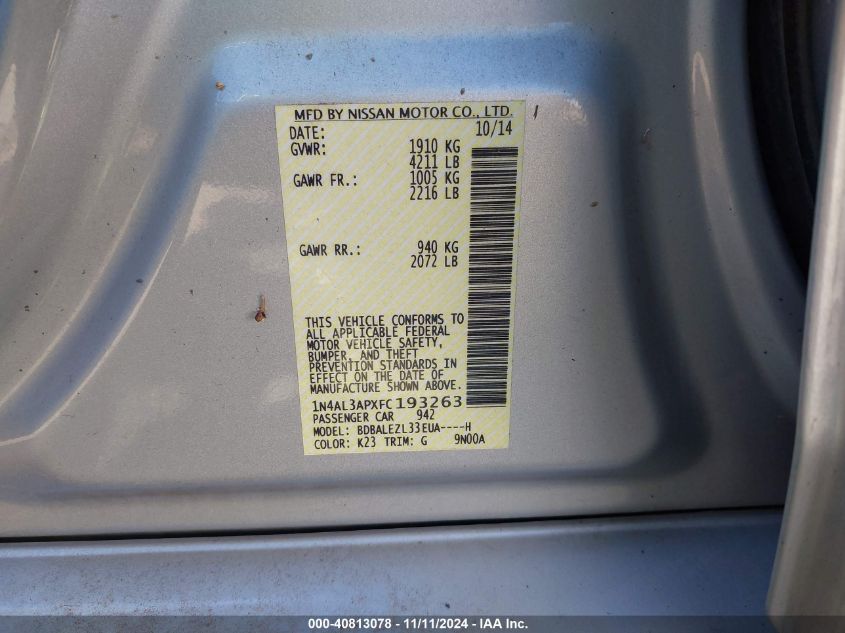 MFD BY NISSAN MOTOR CO., LTD.
DATE: 10/14
GVWR: 1910 KG
4211 LB
GAWR FR.: 1005 KG
2216 LB
GAWR RR.: 940 KG
2072 LB
THIS VEHICLE CONFORMS TO
ALL APPLICABLE FEDERAL
MOTOR VEHICLE SAFETY,
BUMPER, AND THEFT
PREVENTION STANDARDS IN
EFFECT ON THE DATE OF
MANUFACTURE SHOWN ABOVE.
1N4AL3APXFC193263
PASSENGER CAR 942
MODEL: BDBALEZL33EUA----H
COLOR: K23 TRIM: G 9N00A
000-40813078 - 11/11/2024 - IAA Inc.